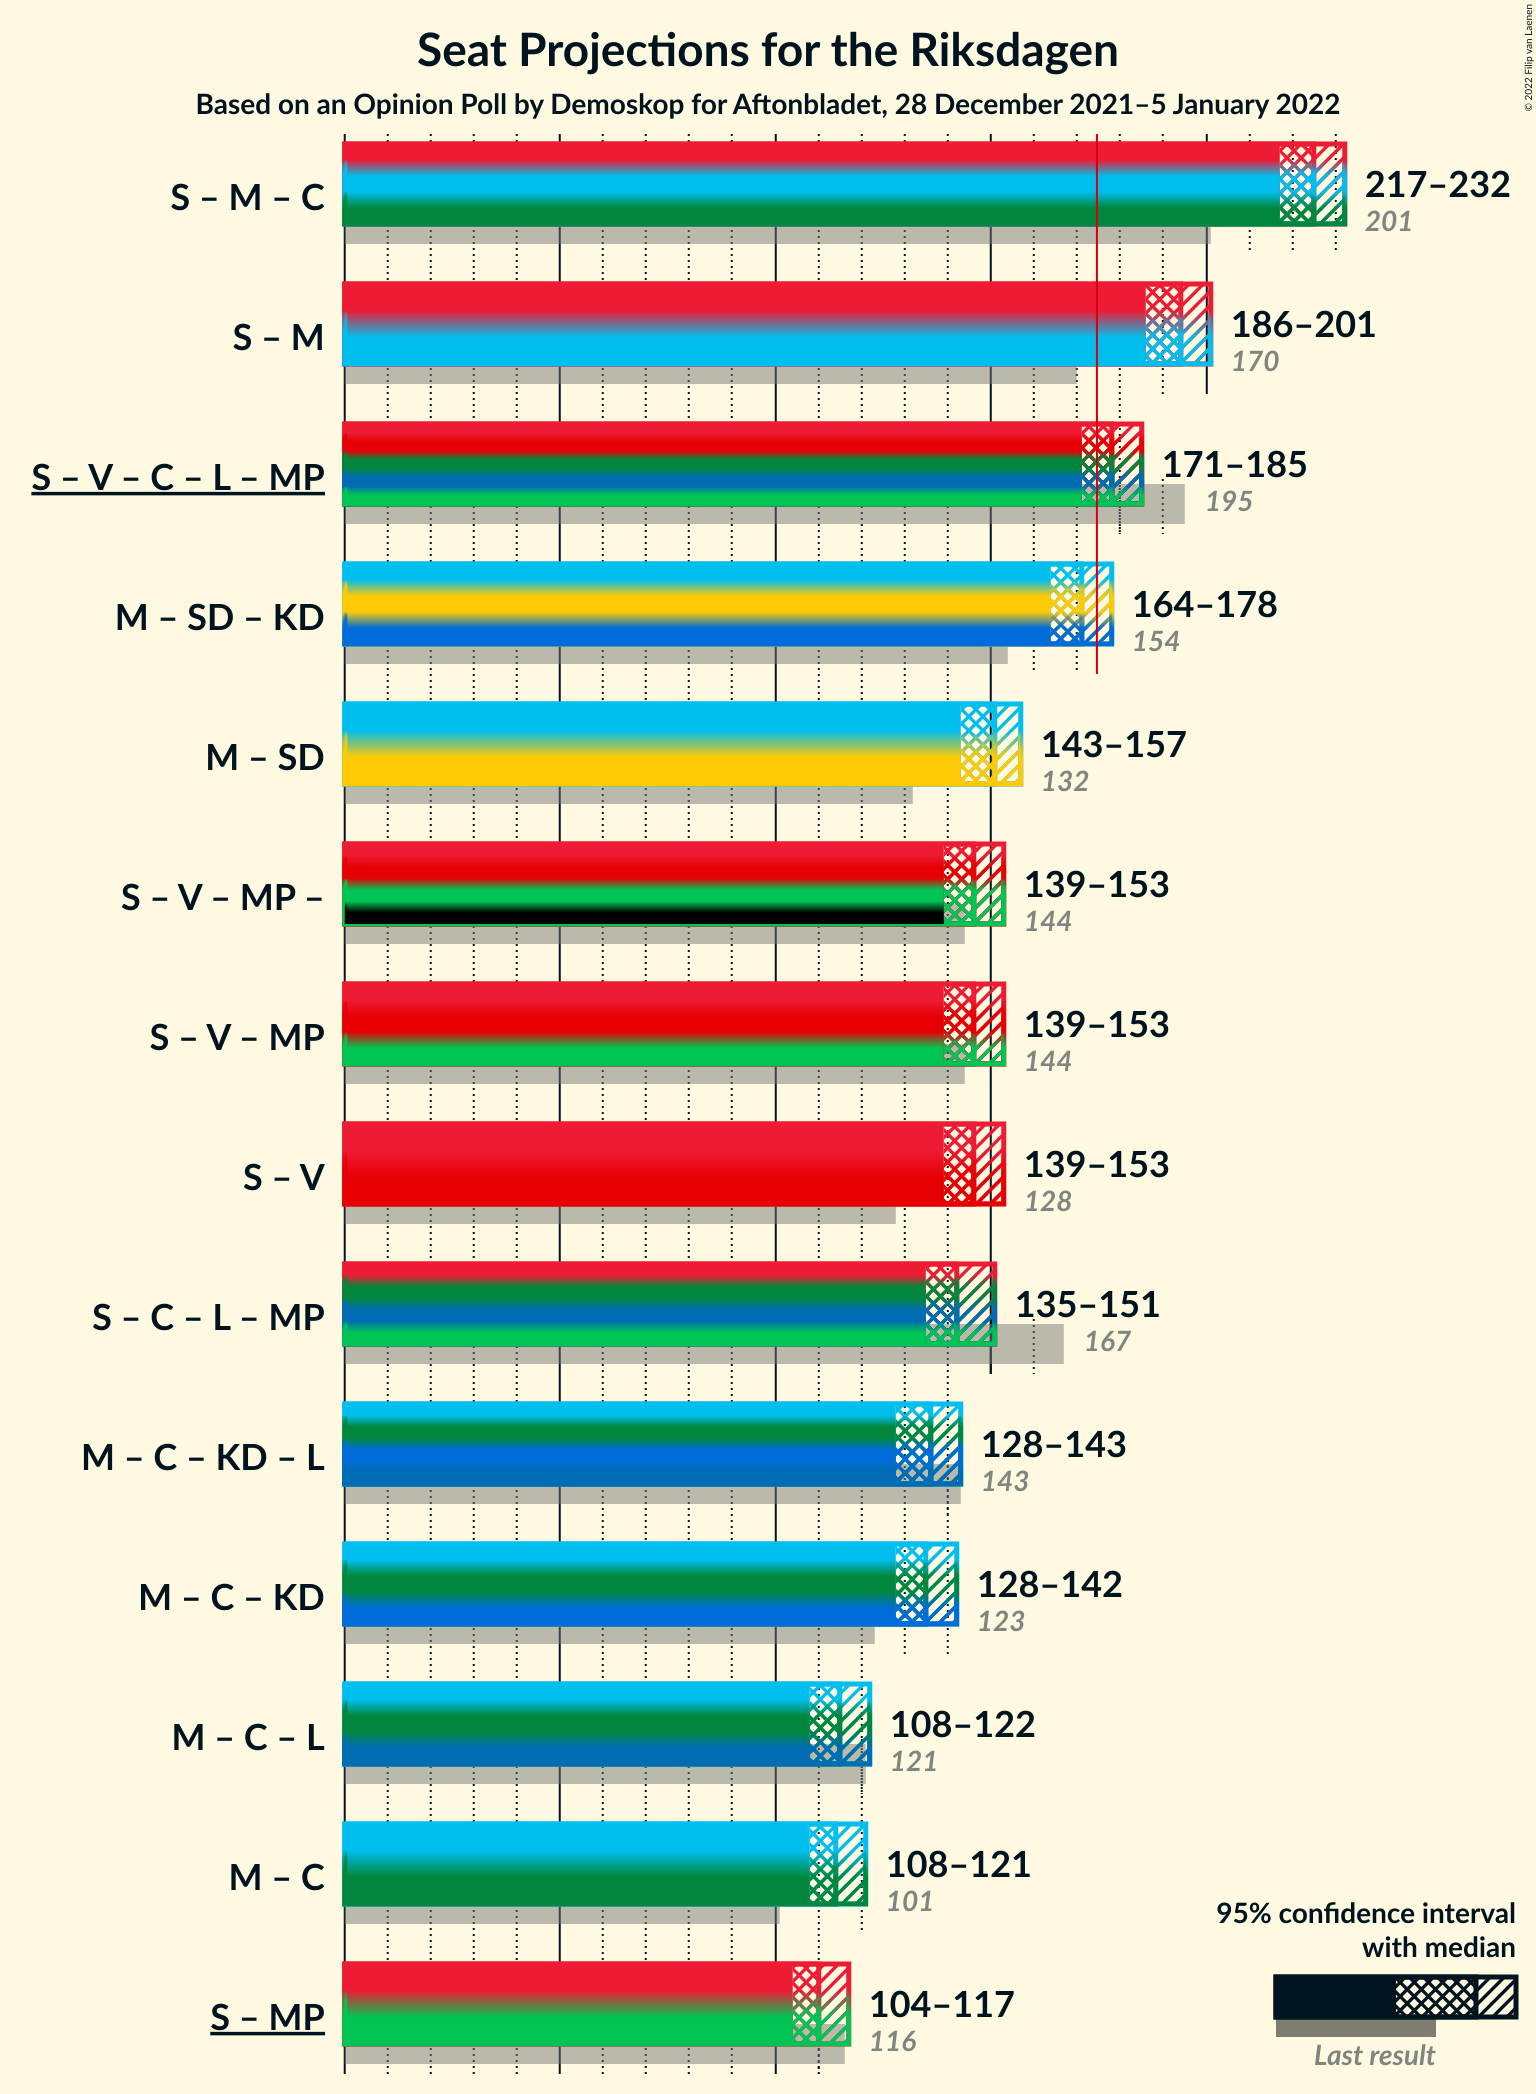 Seat Projections for the Riksdagen
Based on an Opinion Poll by Demoskop for Aftonbladet, 28 December 2021–5 January 2022
© 2022 Filip van Laenen
S – M – C
217–232
201
S – M
186–201
170
S – V – C – L – MP
171–185
195
M – SD – KD
164–178
154
M – SD
143–157
132
S – V – MP –
139–153
144
S – V – MP
139–153
144
S – V
139–153
128
S – C – L – MP
135–151
167
M – C – KD – L
128–143
143
M – C – KD
128–142
123
M – C – L
108–122
121
M – C
108–121
101
S – MP
104–117
116
95% confidence interval
with median
Last result